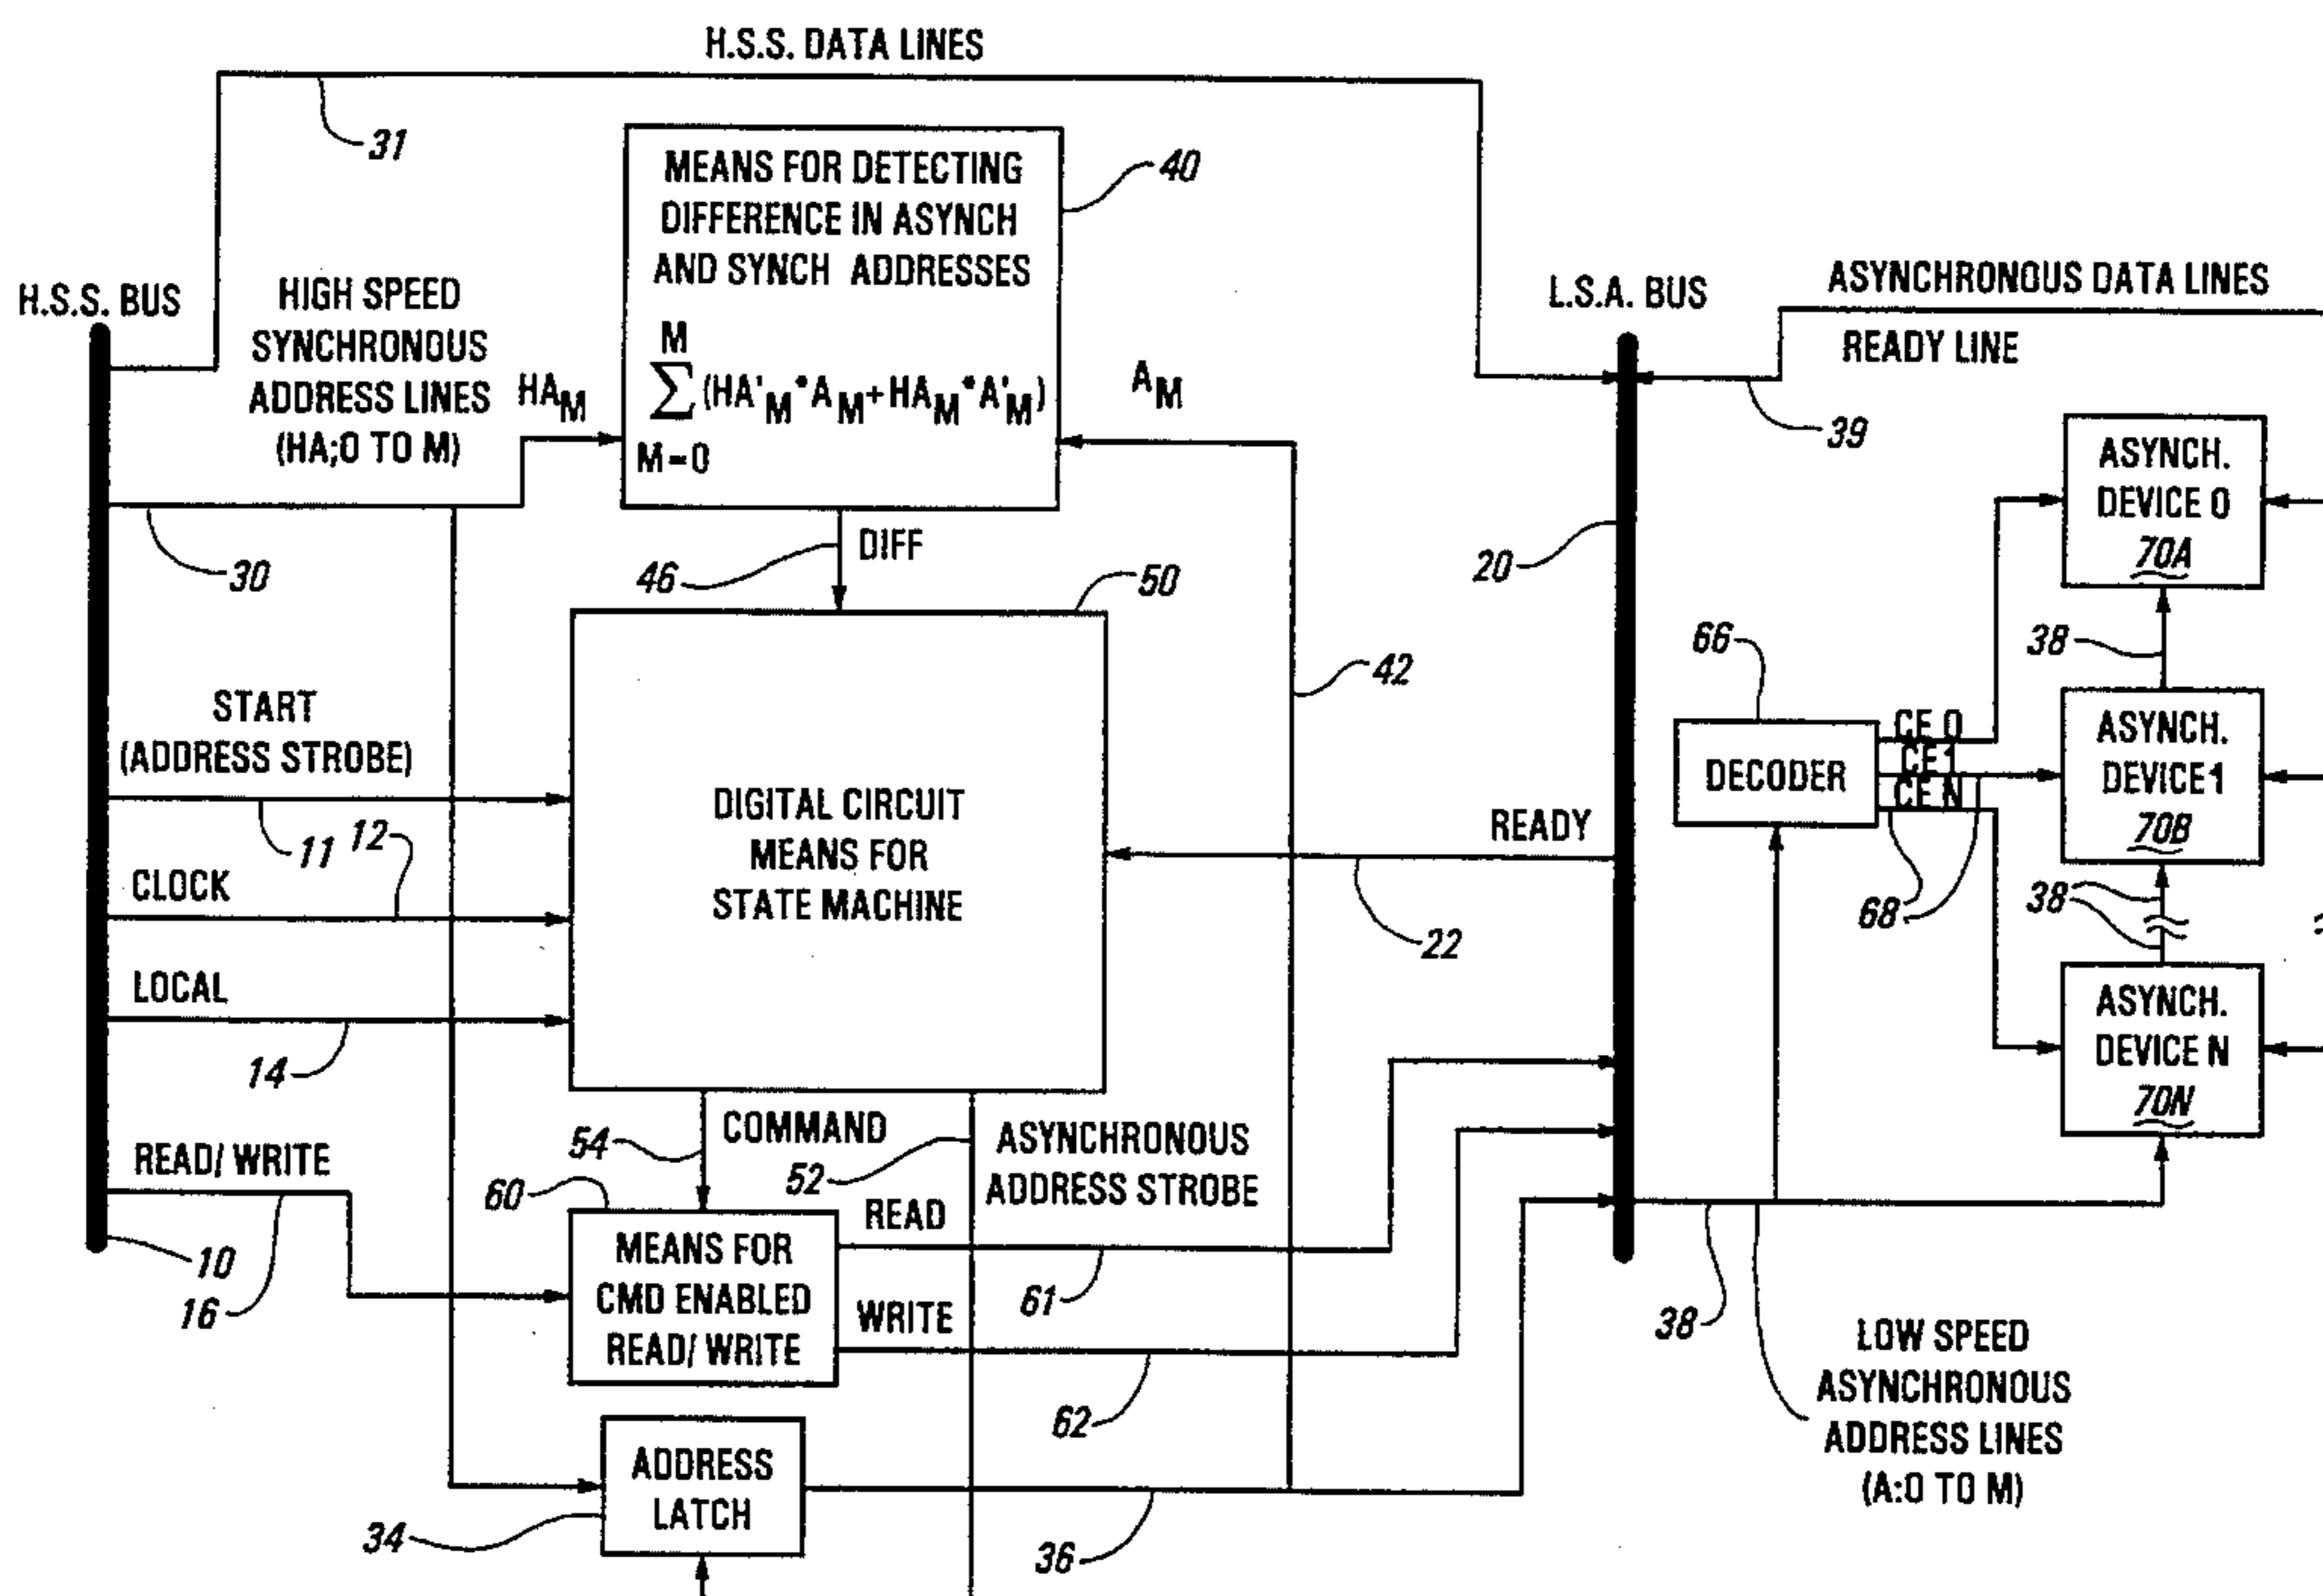 H.S.S. DATA LINES
31
MEANS FOR DETECTING
DIFFERENCE IN ASYNCH
AND SYNCH ADDRESSES
M
∑ (HA'M*AM+HAM*A'M)
M=0
40
H.S.S. BUS
HIGH SPEED
SYNCHRONOUS
ADDRESS LINES
(HA;0 TO M)
HAM
AM
30
L.S.A. BUS
ASYNCHRONOUS DATA LINES
READY LINE
39
46
DIFF
50
20
42
START
(ADDRESS STROBE)
11
12
CLOCK
LOCAL
14
DIGITAL CIRCUIT
MEANS FOR
STATE MACHINE
READY
22
66
DECODER
CE 0
CE 1
CE N
68
ASYNCH.
DEVICE 0
70A
38
ASYNCH.
DEVICE 1
70B
38
ASYNCH.
DEVICE N
70N
READ/ WRITE
10
16
54
COMMAND
52
ASYNCHRONOUS
ADDRESS STROBE
60
MEANS FOR
CMD ENABLED
READ/ WRITE
READ
61
WRITE
62
38
LOW SPEED
ASYNCHRONOUS
ADDRESS LINES
(A:0 TO M)
ADDRESS
LATCH
34
36